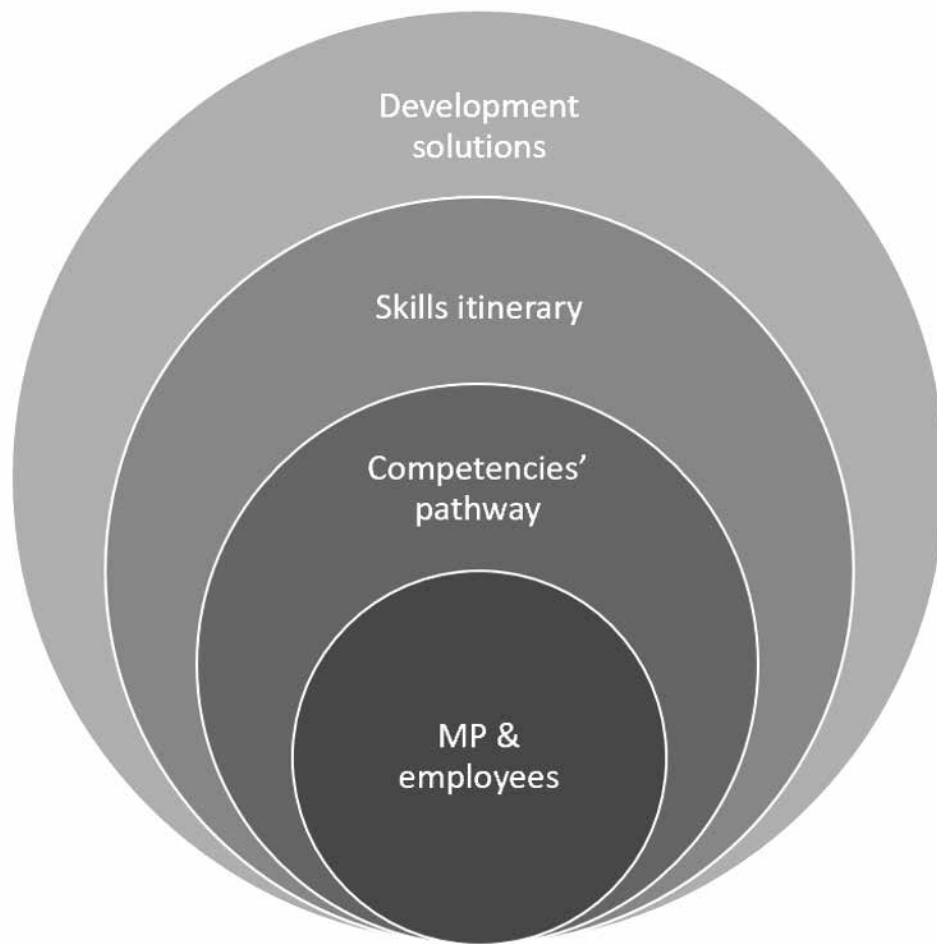 Development
solutions
Skills itinerary
Competencies’
pathway
MP &
employees